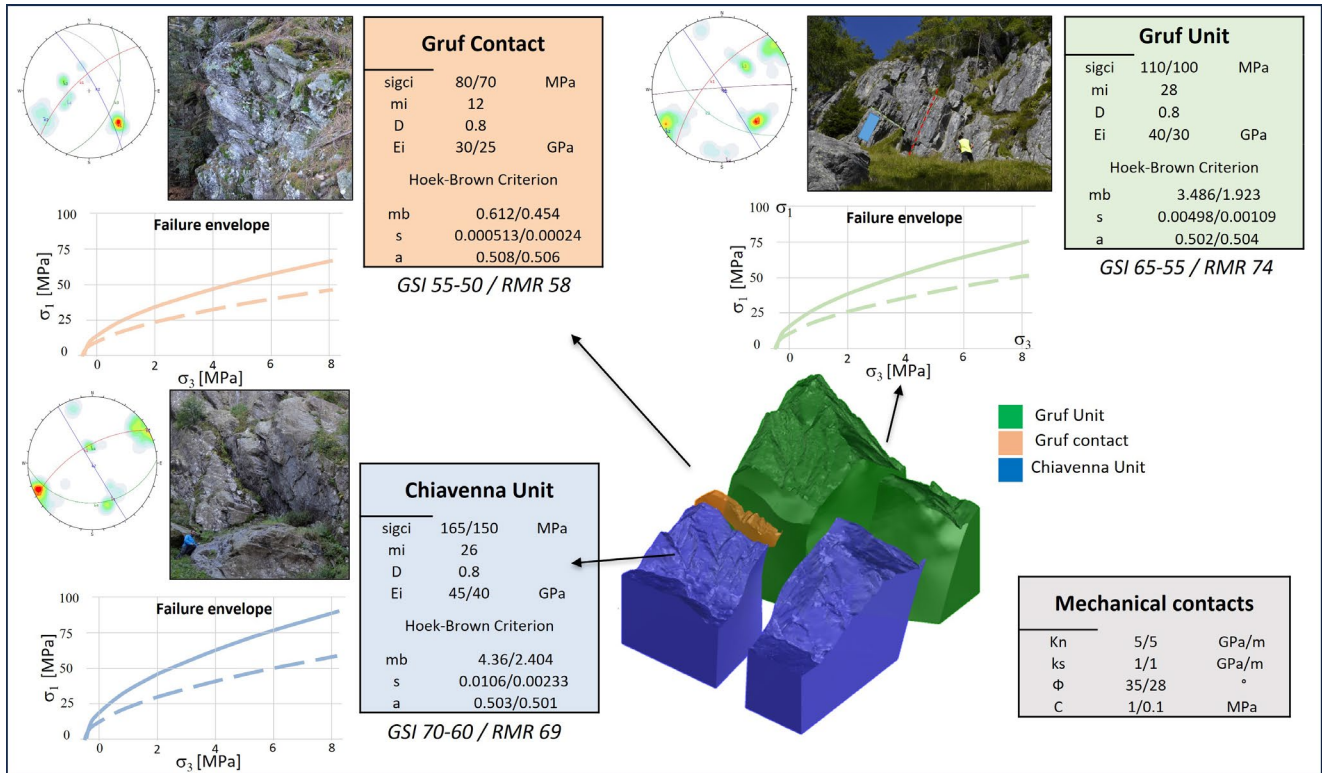 Gruf Contact
sigci 80/70 MPa
mi 12
D 0.8
Ei 30/25 GPa
Hoek-Brown Criterion
mb 0.612/0.454
s 0.000513/0.00024
a 0.508/0.506
GSI 55-50 / RMR 58
N
W
E
S
100
75
50
25
0
σ1 [MPa]
Failure envelope
0 2 4 6 8
σ3 [MPa]
Gruf Unit
sigci 110/100 MPa
mi 28
D 0.8
Ei 40/30 GPa
Hoek-Brown Criterion
mb 3.486/1.923
s 0.00498/0.00109
a 0.502/0.504
GSI 65-55 / RMR 74
N
W
E
S
100 σ1
75
50
25
0
σ1 [MPa]
Failure envelope
σ3
0 2 4 6 8
σ3 [MPa]
Chiavenna Unit
sigci 165/150 MPa
mi 26
D 0.8
Ei 45/40 GPa
Hoek-Brown Criterion
mb 4.36/2.404
s 0.0106/0.00233
a 0.503/0.501
GSI 70-60 / RMR 69
N
W
E
S
100
75
50
25
0
σ1 [MPa]
Failure envelope
0 2 4 6 8
σ3 [MPa]
Gruf Unit
Gruf contact
Chiavenna Unit
Mechanical contacts
Kn 5/5 GPa/m
ks 1/1 GPa/m
Φ 35/28 °
C 1/0.1 MPa